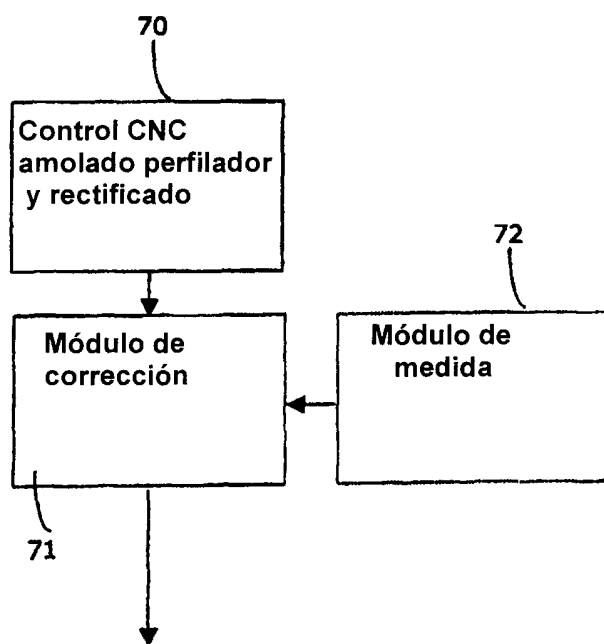 70
Control CNC
amolado perfilador
y rectificado
72
Módulo de
corrección
Módulo de
medida
71